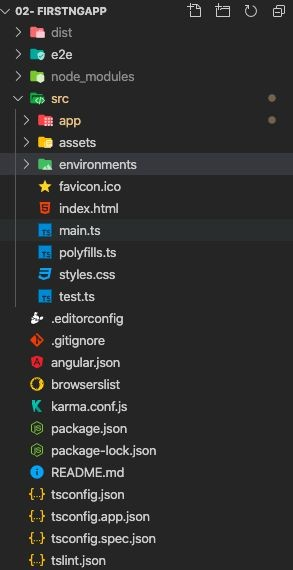 02- FIRSTNGAPP
dist
e2e
node_modules
src
app
assets
environments
favicon.ico
index.html
main.ts
polyfills.ts
styles.css
test.ts
.editorconfig
.gitignore
angular.json
browserslist
karma.conf.js
package.json
package-lock.json
README.md
tsconfig.json
tsconfig.app.json
tsconfig.spec.json
tslint.json